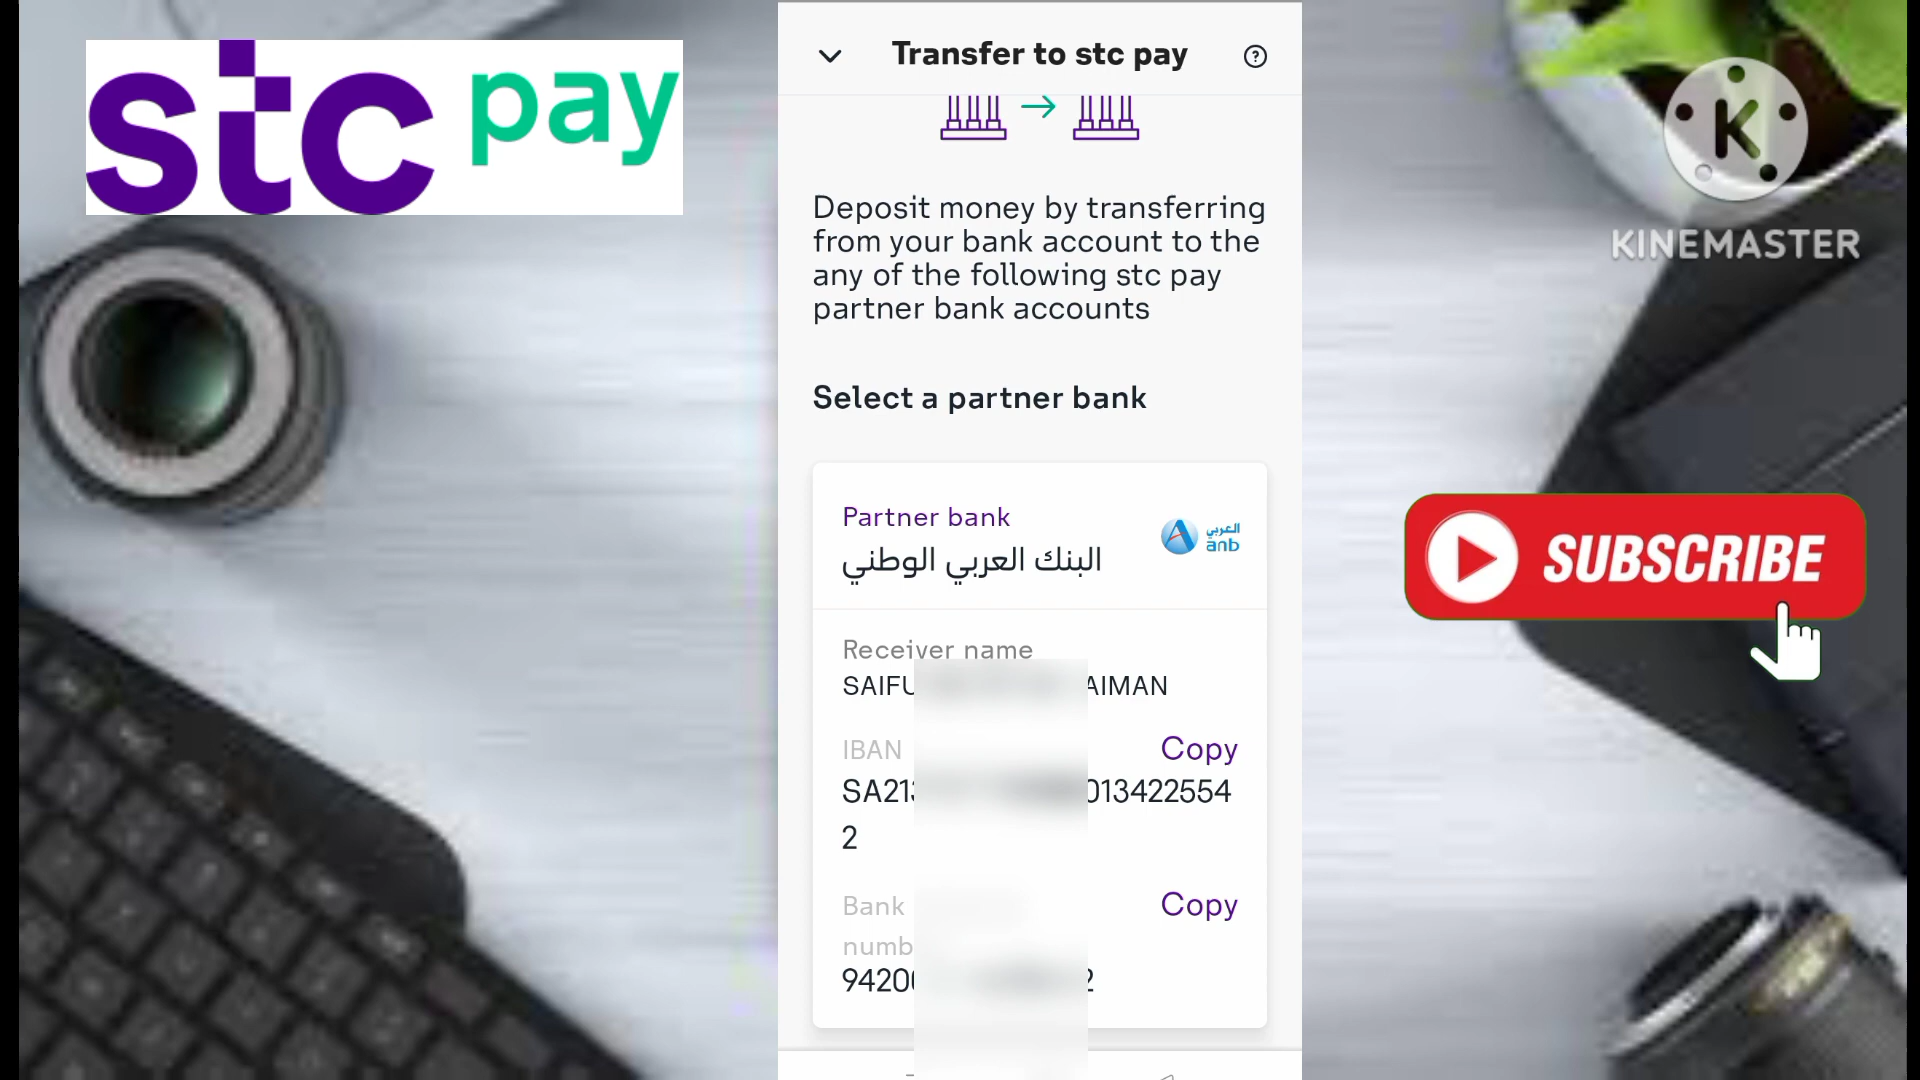 stc pay
Transfer to stc pay
K
KINEMASTER
Deposit money by transferring
from your bank account to the
any of the following stc pay
partner bank accounts
Select a partner bank
Partner bank
البنك العربي الوطني
العربي
anb
SUBSCRIBE
Receiver name
SAIFU AIMAN
IBAN
Copy
SA21 013422554
2
Bank
Copy
numb
9420 2